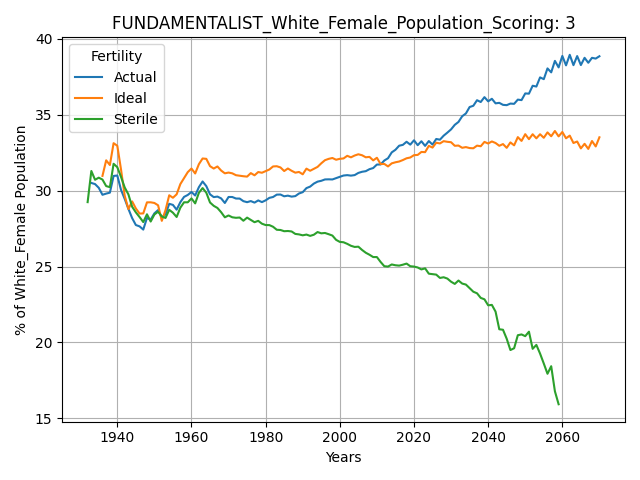 FUNDAMENTALIST_White_Female_Population_Scoring: 3
40
35
30
25
20
15
% of White_Female Population
Fertility
Actual
Ideal
Sterile
1940
1960
1980
2000
2020
2040
2060
Years